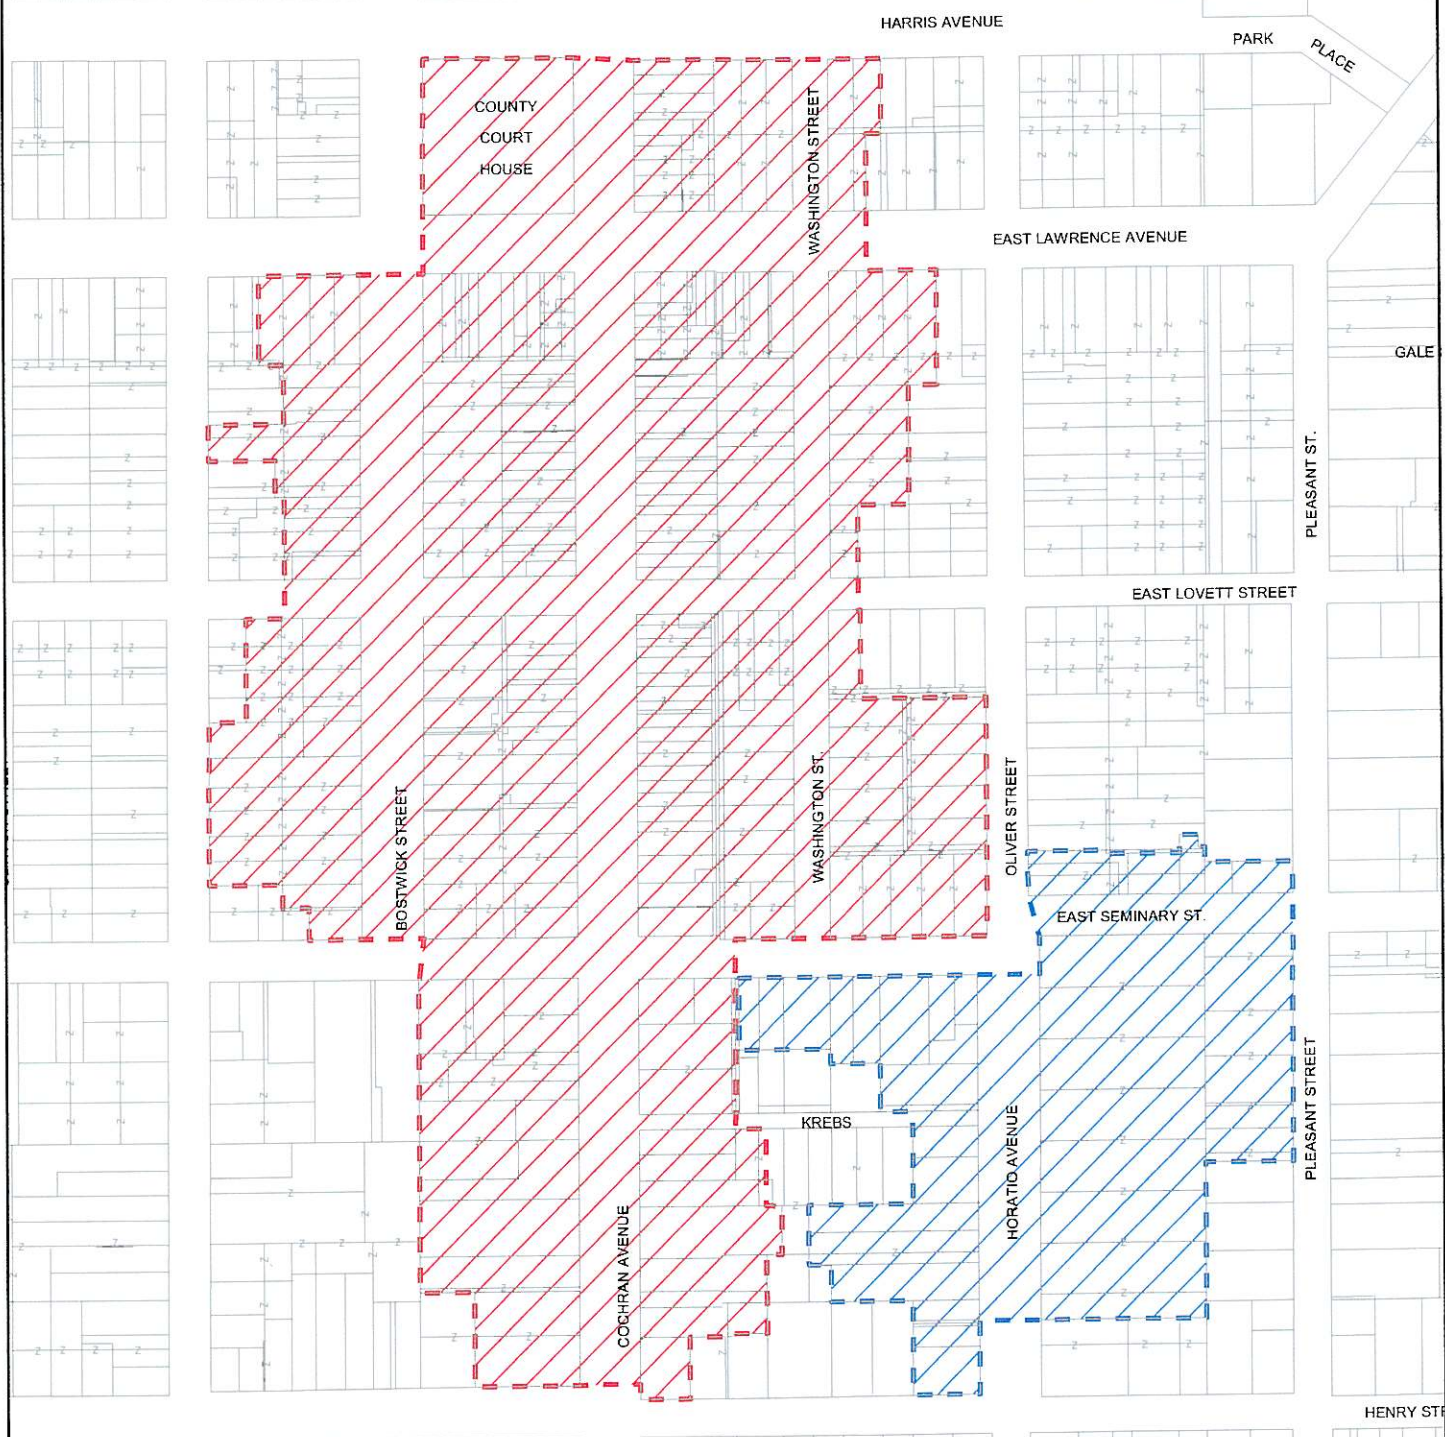 HARRIS AVENUE
PARK
PLACE
COUNTY
COURT
HOUSE
WASHINGTON STREET
EAST LAWRENCE AVENUE
GALE
PLEASANT ST.
EAST LOVETT STREET
BOSTWICK STREET
WASHINGTON ST.
OLIVER STREET
EAST SEMINARY ST.
KREBS
HORATIO AVENUE
PLEASANT STREET
COCHRAN AVENUE
HENRY STR